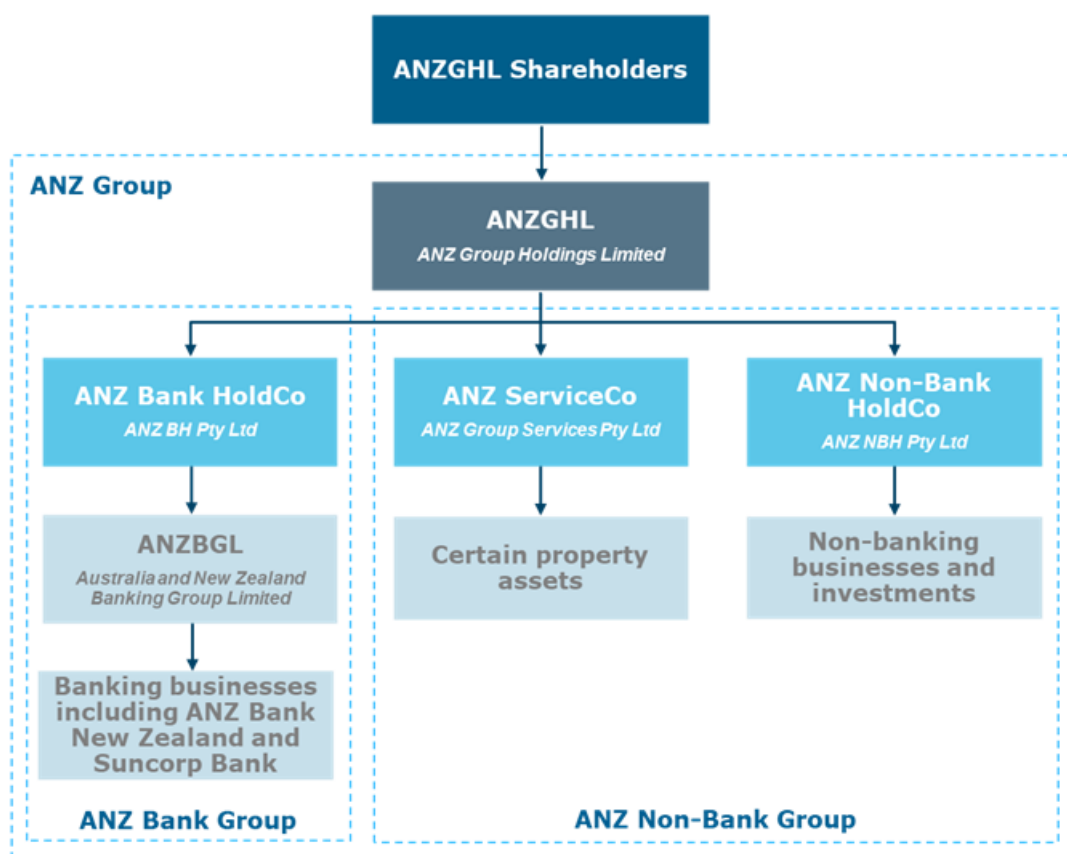 ANZGHL Shareholders
ANZ Group
ANZGHL
ANZ Group Holdings Limited
ANZ Bank HoldCo
ANZ BH Pty Ltd
ANZ ServiceCo
ANZ Group Services Pty Ltd
ANZ Non-Bank
HoldCo
ANZ NBH Pty Ltd
ANZBGL
Australia and New Zealand
Banking Group Limited
Certain property
assets
Non-banking
businesses and
investments
Banking businesses
including ANZ Bank
New Zealand and
Suncorp Bank
ANZ Bank Group
ANZ Non-Bank Group